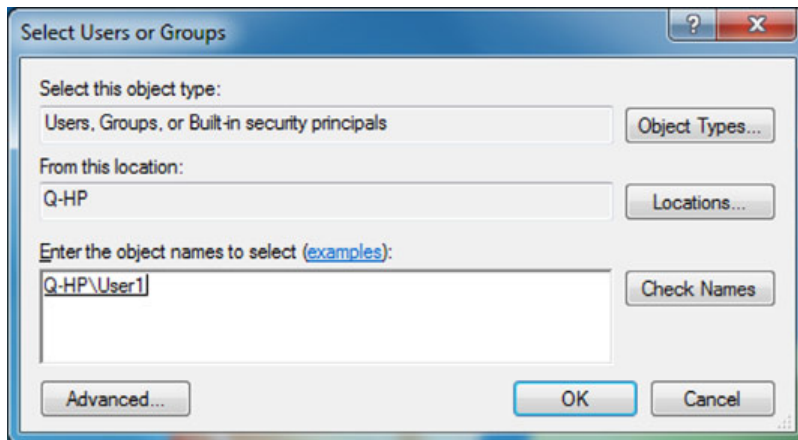 Select Users or Groups
Select this object type:
Users, Groups, or Built-in security principals
Object Types...
From this location:
Q-HP
Locations...
Enter the object names to select (examples):
Q-HP\User1
Check Names
Advanced...
OK
Cancel